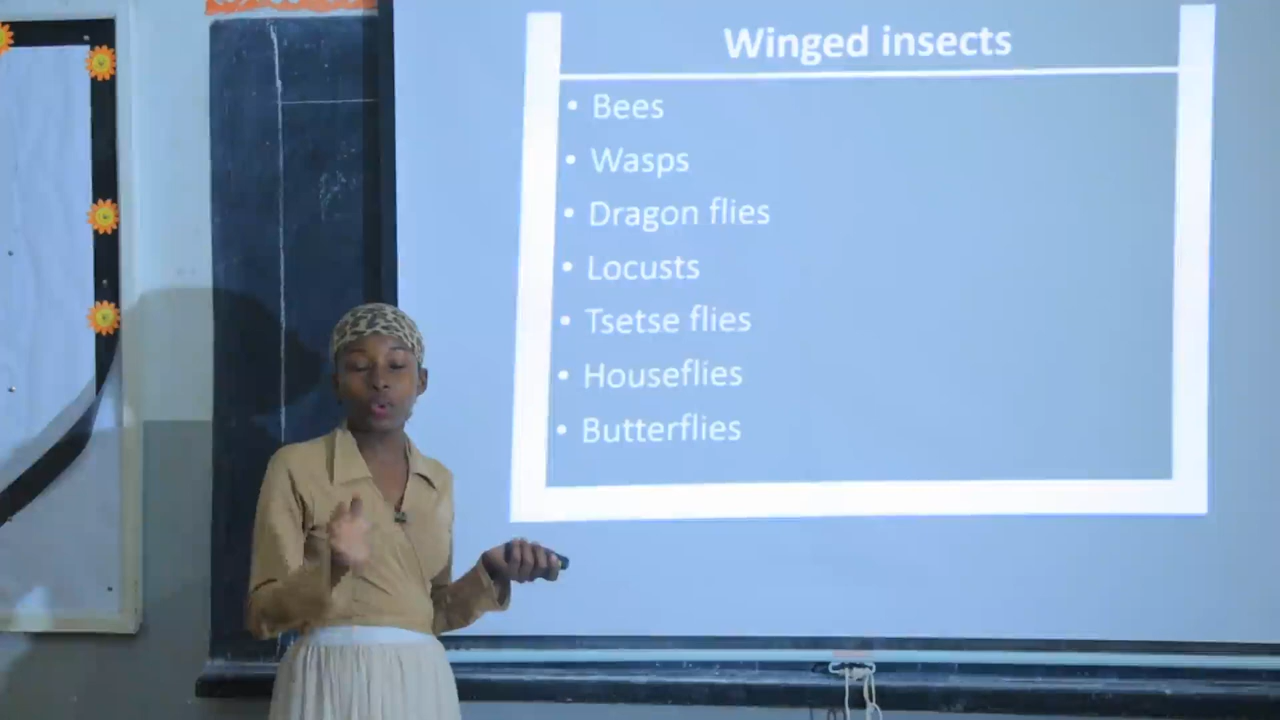 Winged insects
• Bees
• Wasps
• Dragon flies
• Locusts
• Tsetse flies
• Houseflies
• Butterflies